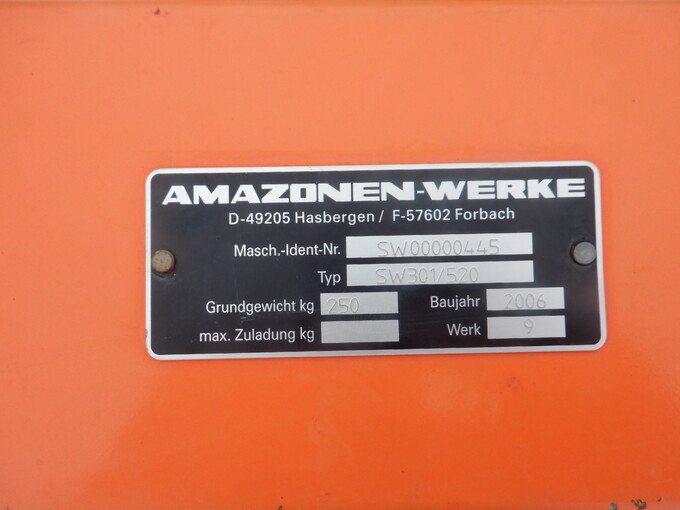 AMAZONEN-WERKE
D-49205 Hasbergen / F-57602 Forbach
Masch.-Ident-Nr. SW00000445
Typ SW301/520
Grundgewicht kg 250 Baujahr 2006
max. Zuladung kg Werk 9